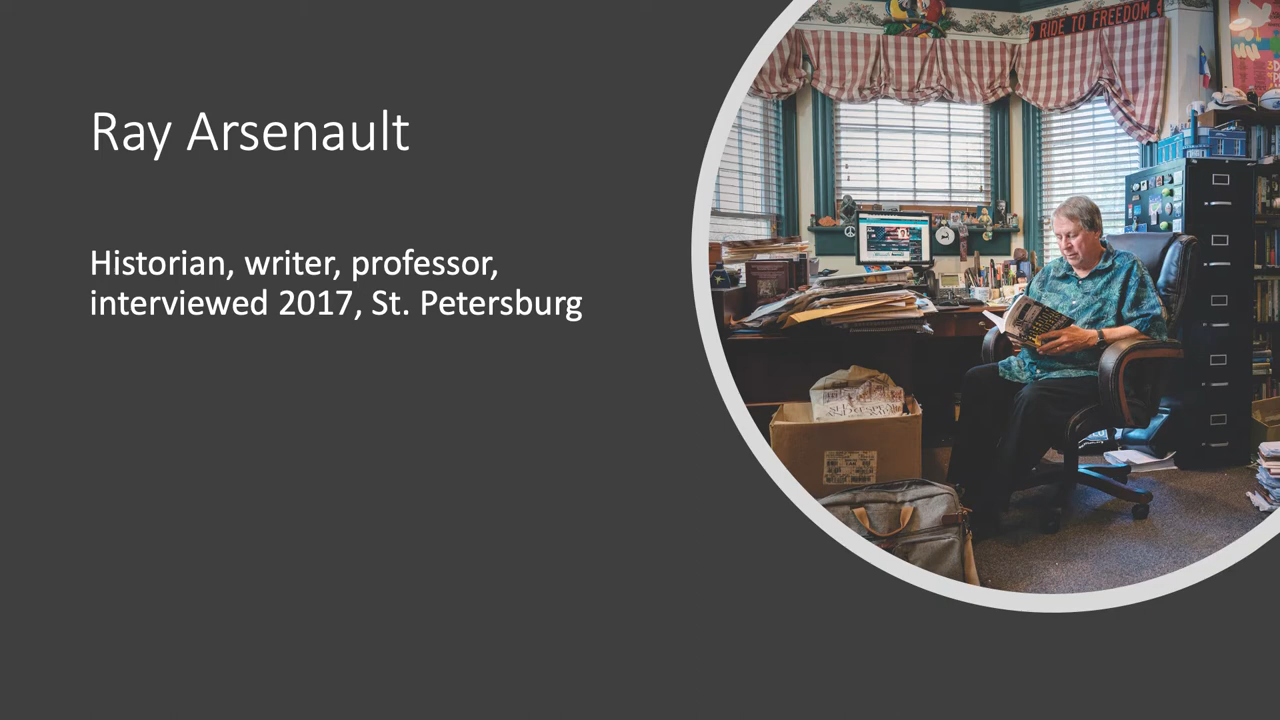 Ray Arsenault
RIDE TO FREEDOM
Historian, writer, professor,
interviewed 2017, St. Petersburg